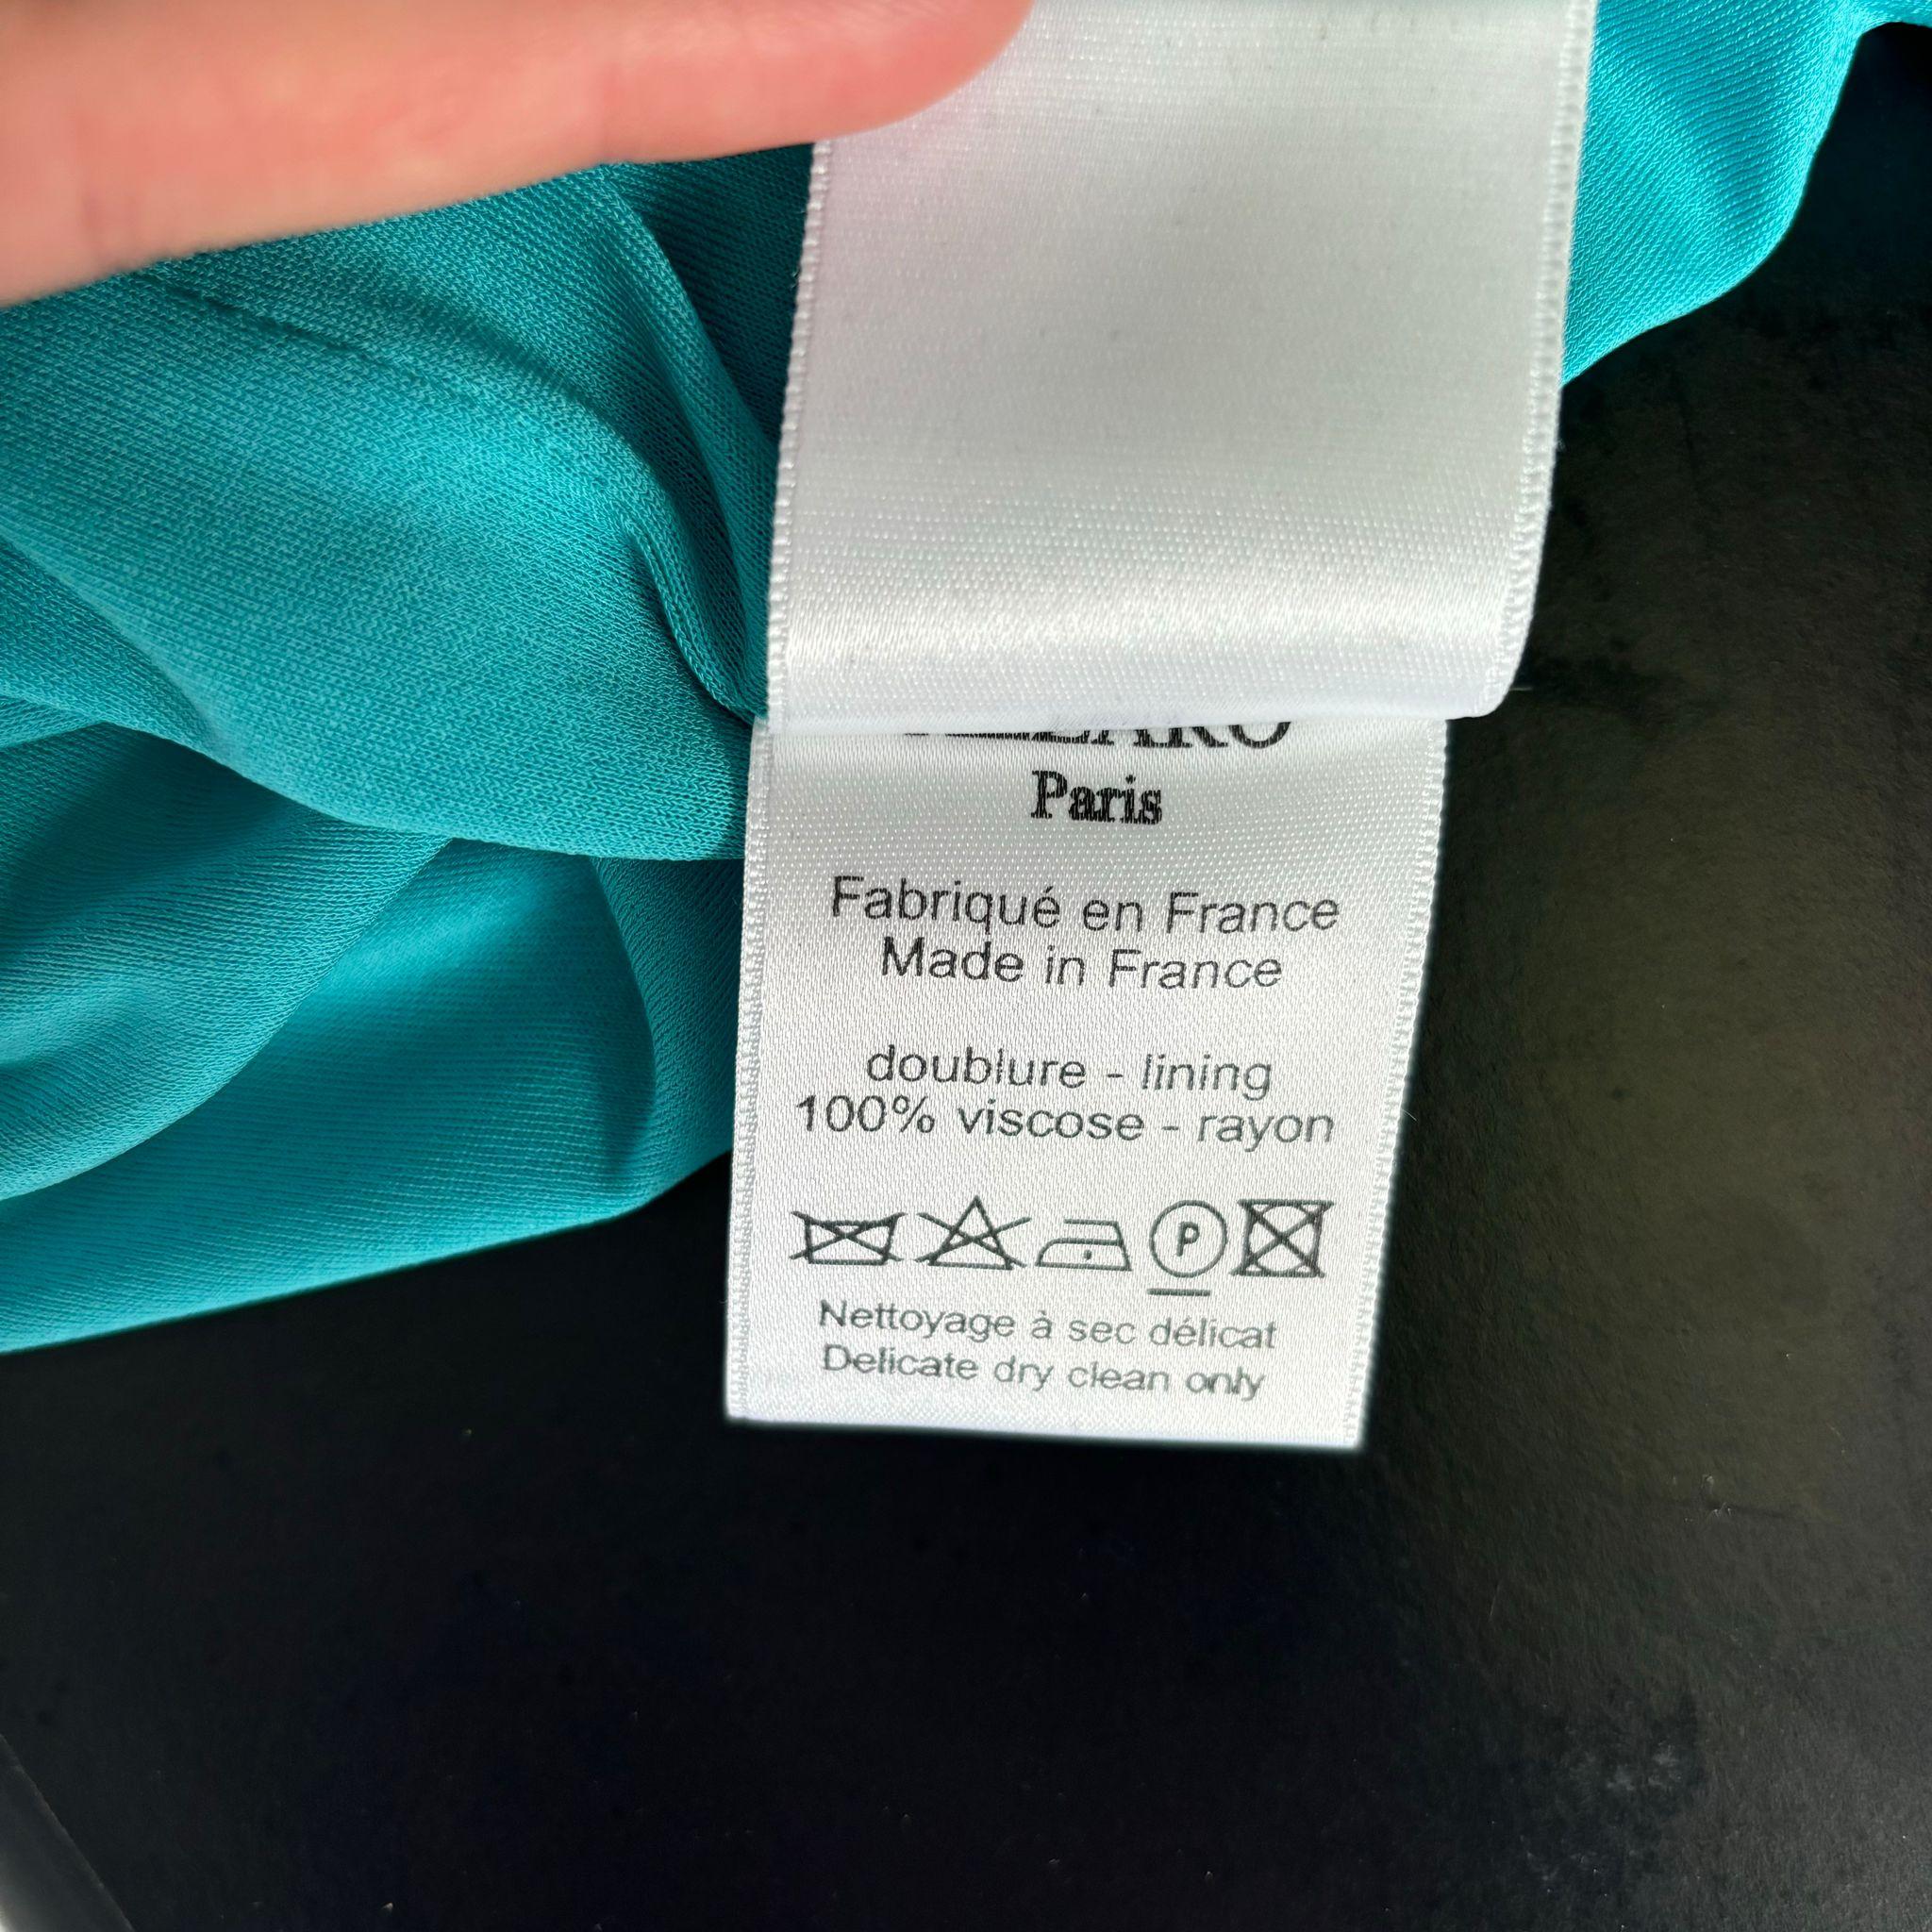 Paris
Fabriqué en France
Made in France
doublure - lining
100% viscose - rayon
P
Nettoyage à sec délicat
Delicate dry clean only